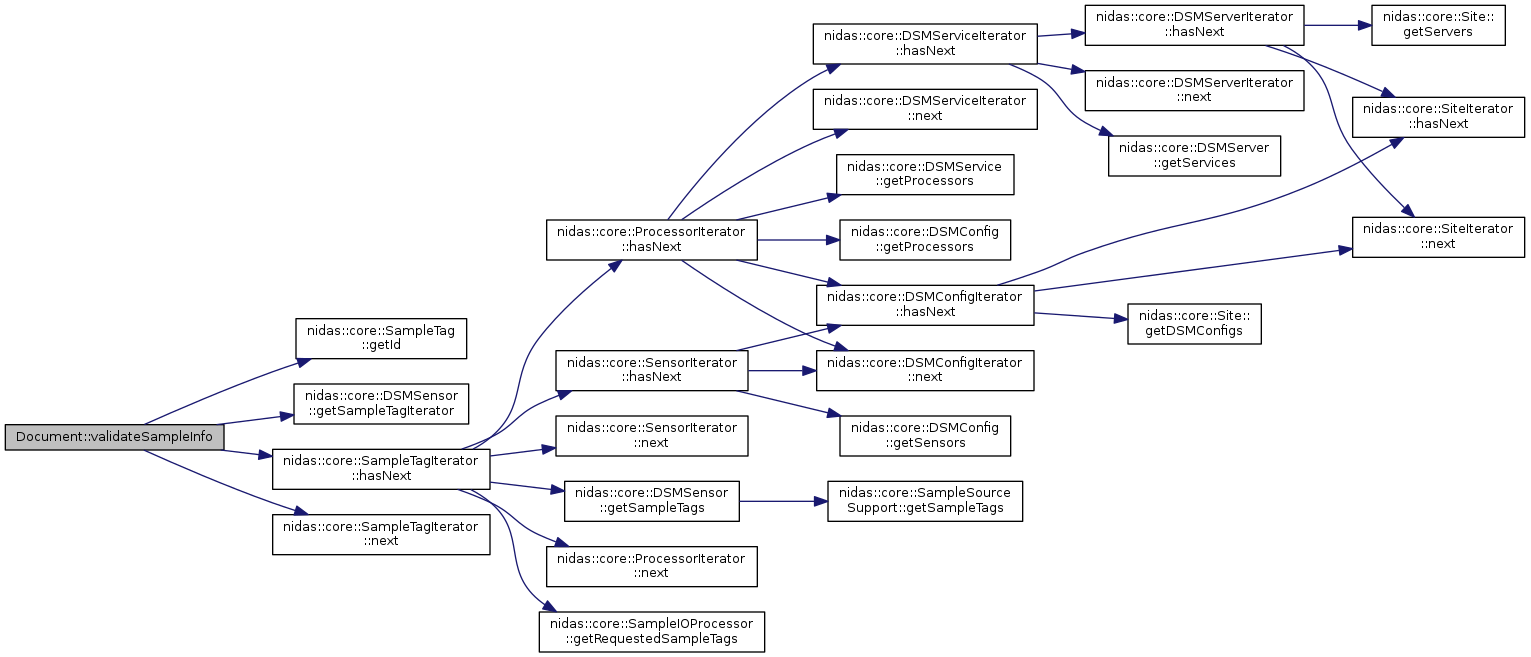 Document::validateSampleInfo
nidas::core::SampleTag
::getId
nidas::core::DSMSensor
::getSampleTagIterator
nidas::core::SampleTagIterator
::hasNext
nidas::core::SampleTagIterator
::next
nidas::core::ProcessorIterator
::hasNext
nidas::core::SensorIterator
::hasNext
nidas::core::SensorIterator
::next
nidas::core::DSMSensor
::getSampleTags
nidas::core::ProcessorIterator
::next
nidas::core::SampleIOProcessor
::getRequestedSampleTags
nidas::core::DSMServiceIterator
::hasNext
nidas::core::DSMServiceIterator
::next
nidas::core::DSMService
::getProcessors
nidas::core::DSMConfig
::getProcessors
nidas::core::DSMConfigIterator
::hasNext
nidas::core::DSMConfigIterator
::next
nidas::core::DSMConfig
::getSensors
nidas::core::SampleSource
Support::getSampleTags
nidas::core::DSMServerIterator
::hasNext
nidas::core::DSMServerIterator
::next
nidas::core::DSMServer
::getServices
nidas::core::Site::
getDSMConfigs
nidas::core::Site::
getServers
nidas::core::SiteIterator
::hasNext
nidas::core::SiteIterator
::next